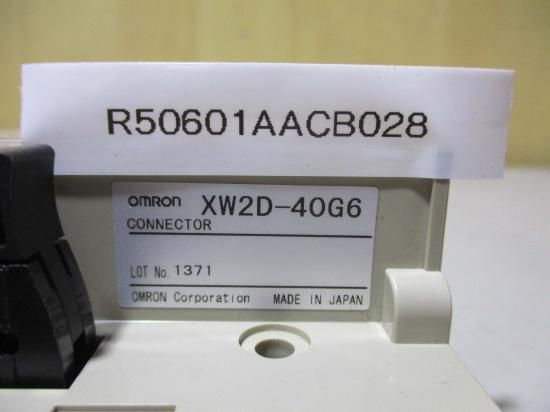 R50601AACB028
omron XW2D-40G6
CONNECTOR
LOT No. 1371
OMRON Corporation MADE IN JAPAN